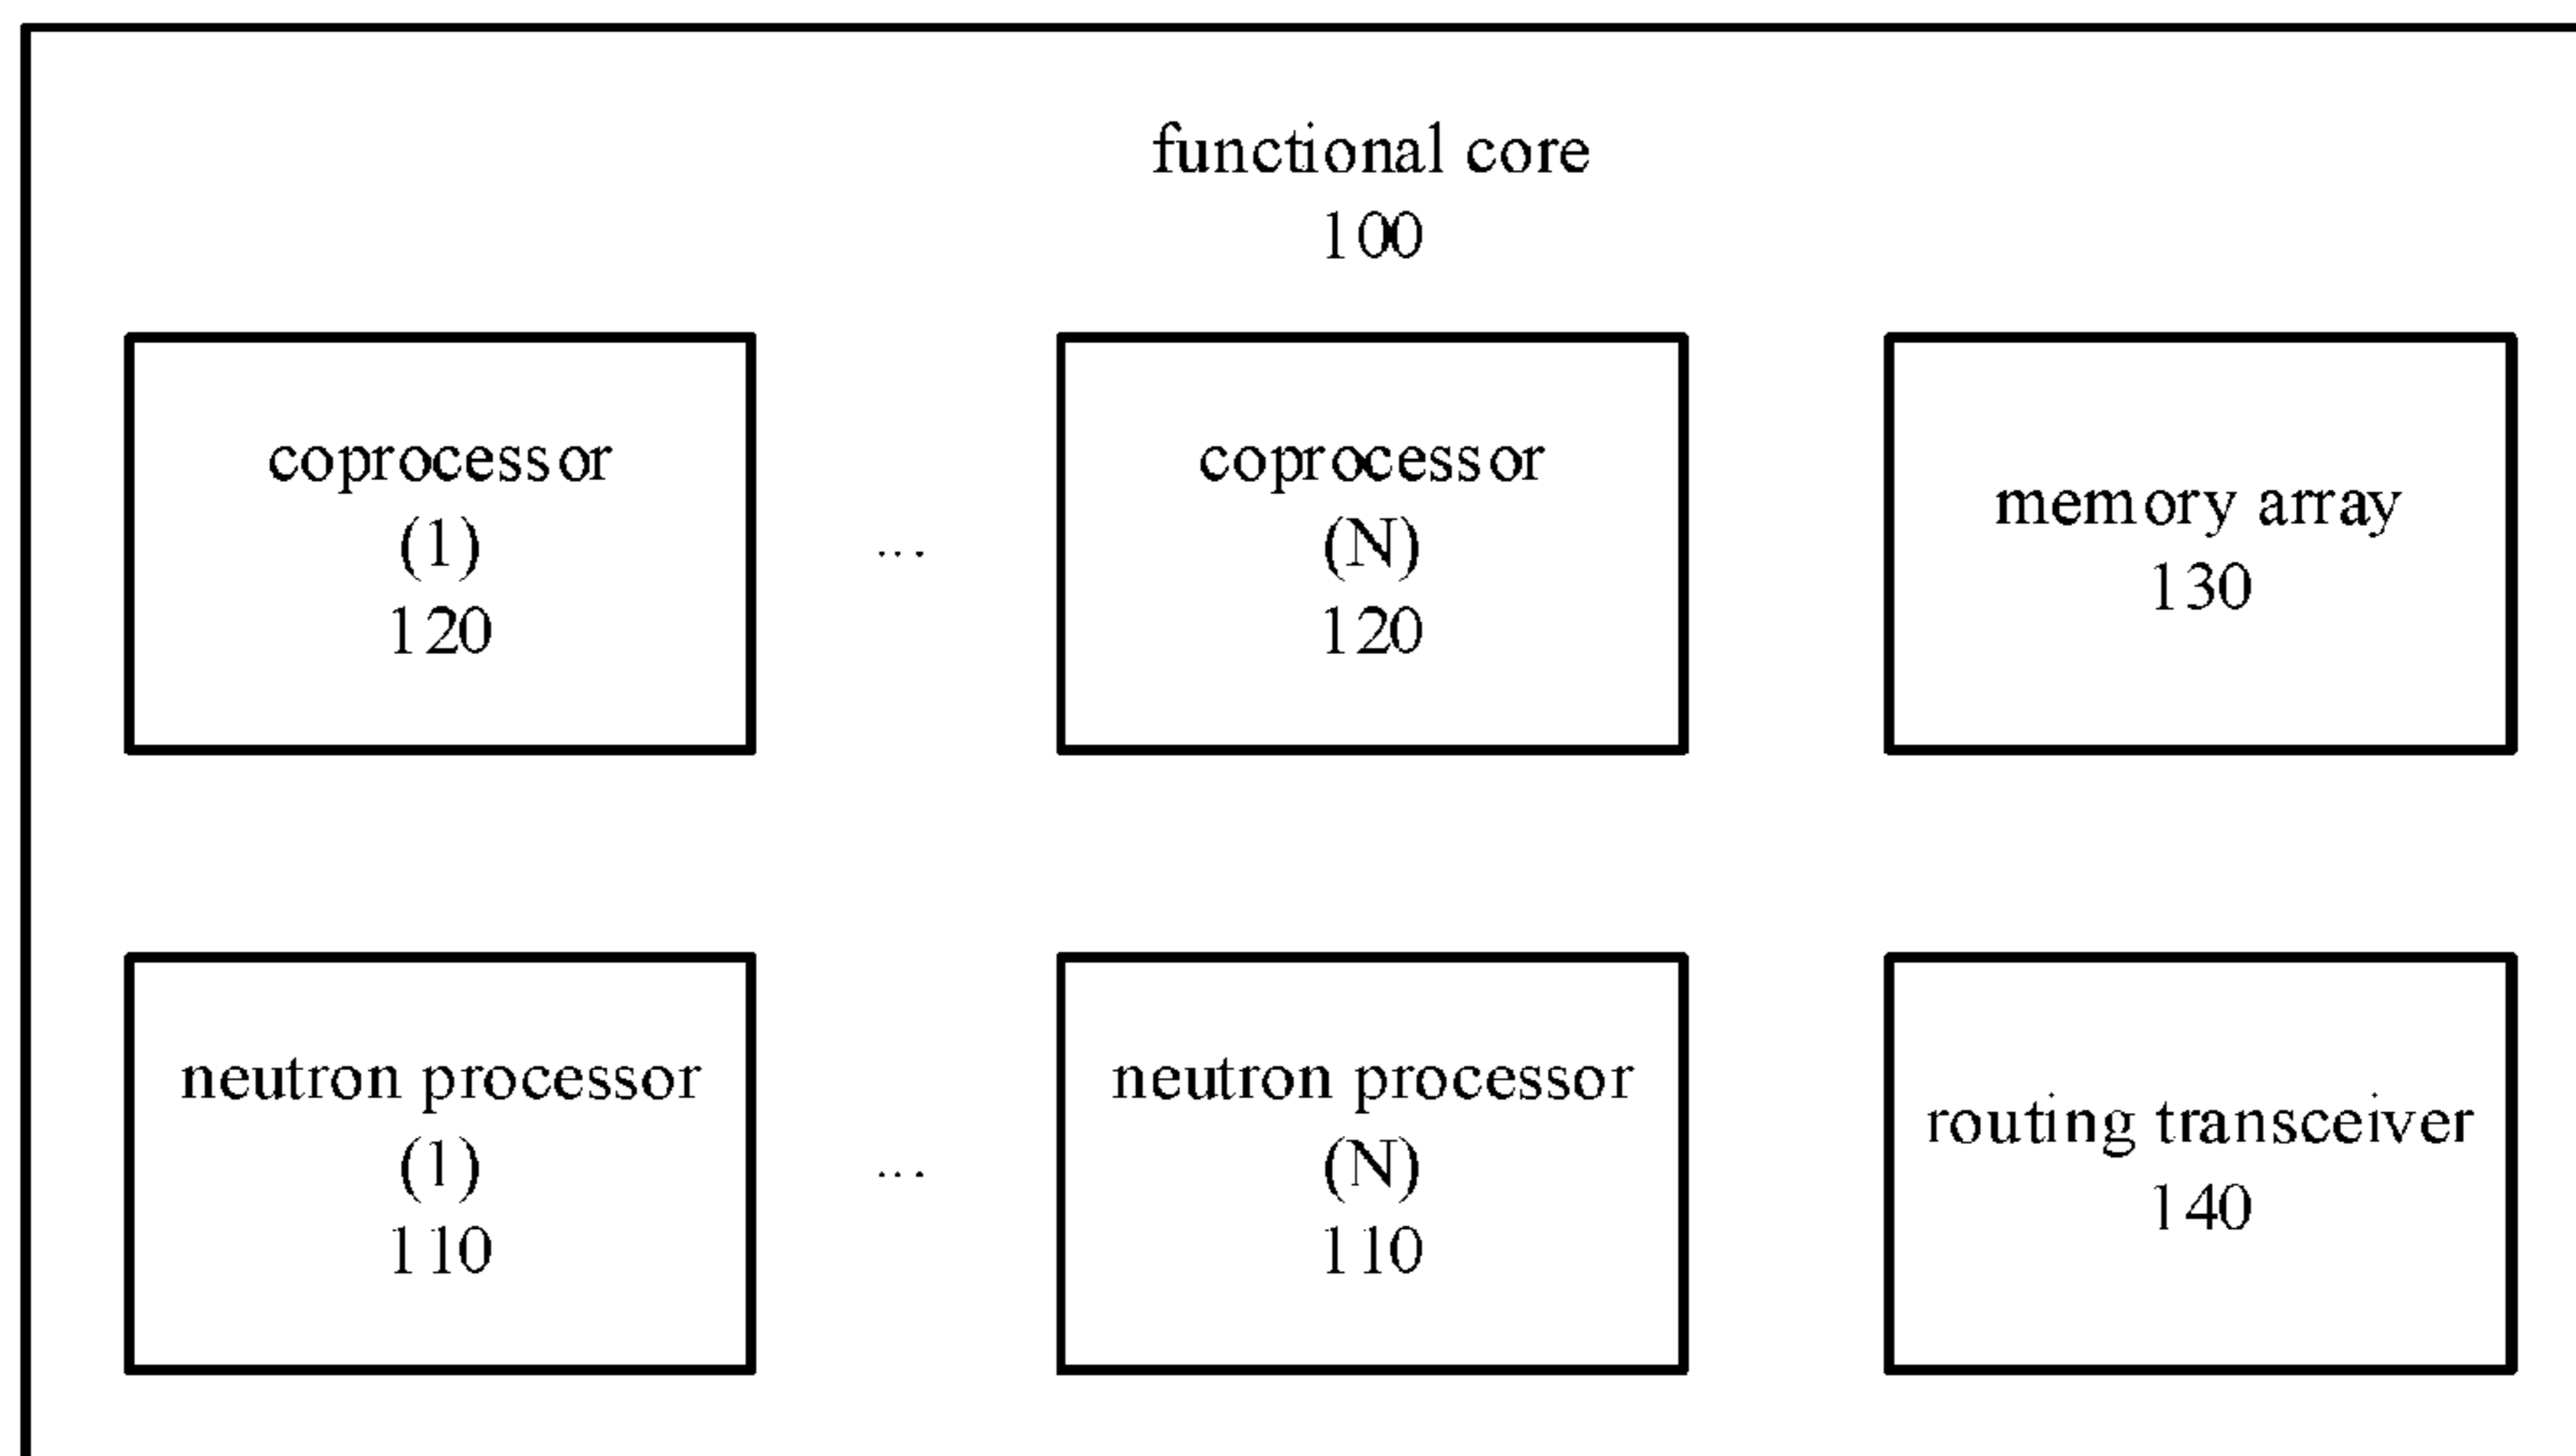 functional core
100
coprocessor
(1)
120
...
coprocessor
(N)
120
memory array
130
neutron processor
(1)
110
...
neutron processor
(N)
110
routing transceiver
140